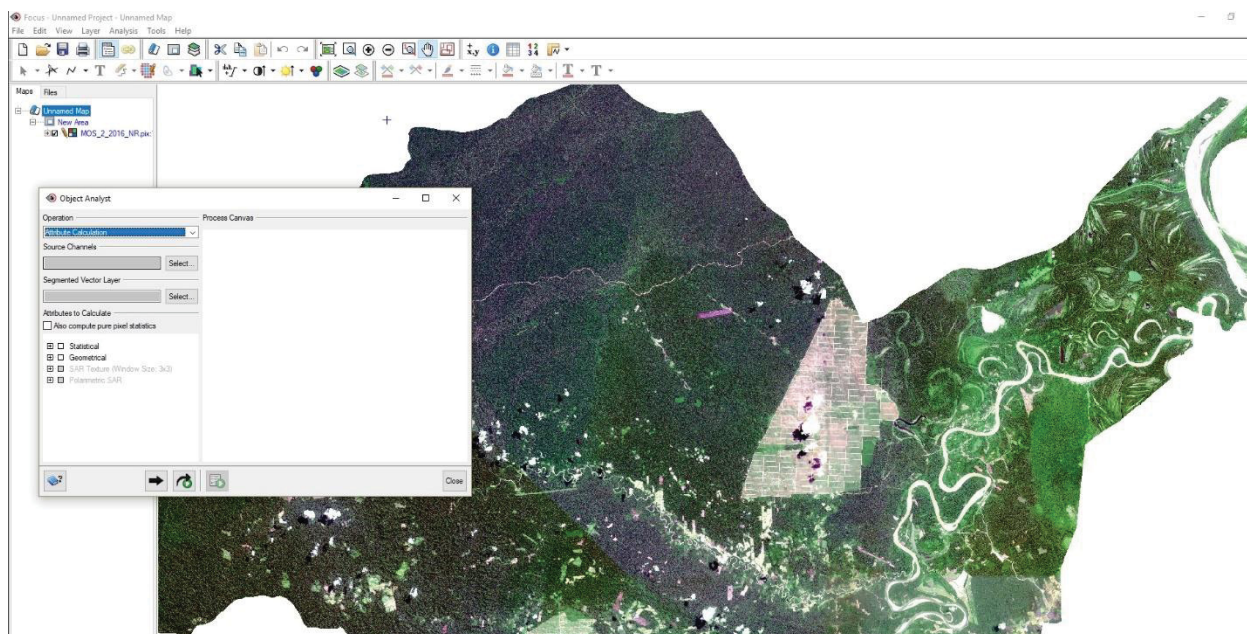 Focus - Unnamed Project - Unnamed Map
File Edit View Layer Analysis Tools Help
Maps Files
Unnamed Map
New Area
MOS_2_2016_NR.pix:
Object Analyst
Operation
Process Canvas
Attribute Calculation
Source Channels
Select...
Segmented Vector Layer
Select...
Attributes to Calculate
Also compute pure pixel statistics
Statistical
Geometrical
SAR Texture (Window Size: 3x3)
Polarimetric SAR
Close